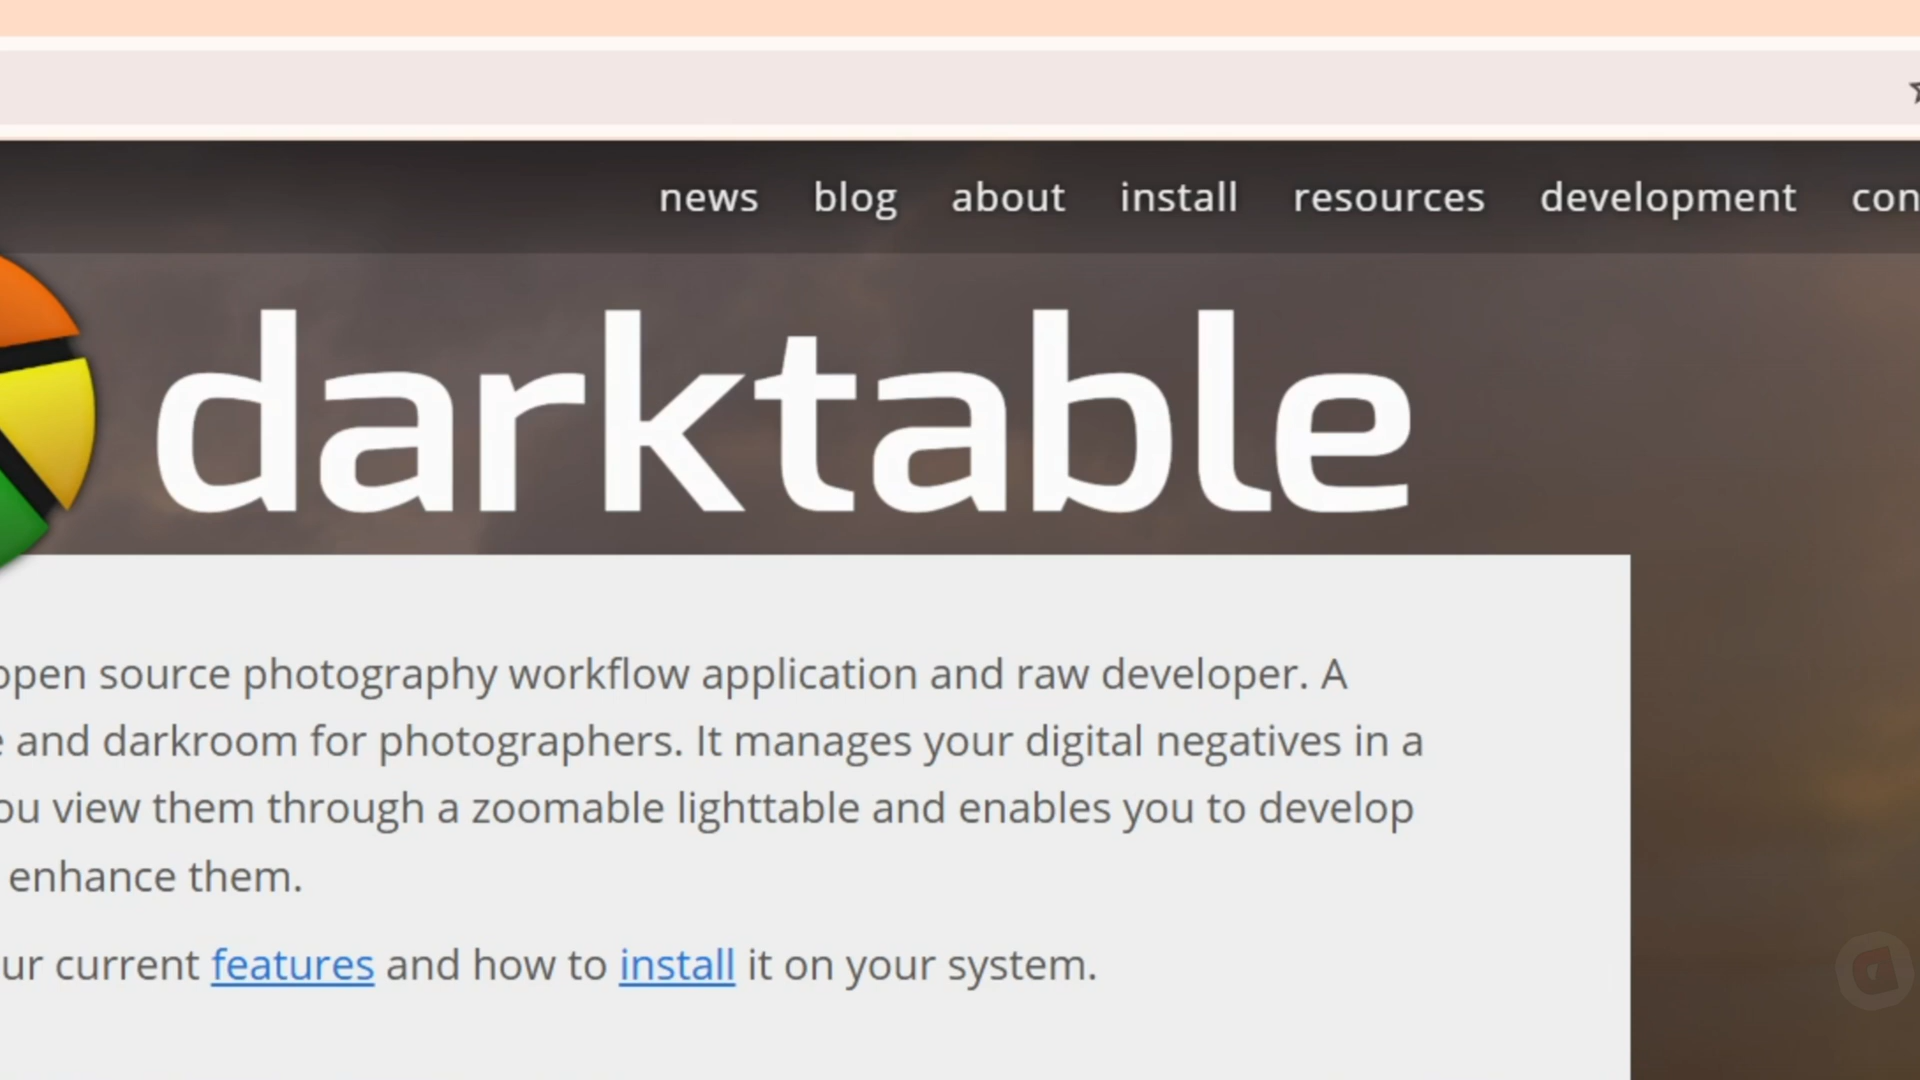 news blog about install resources development con
darktable
open source photography workflow application and raw developer. A
and darkroom for photographers. It manages your digital negatives in a
ou view them through a zoomable lighttable and enables you to develop
enhance them.
ur current features and how to install it on your system.